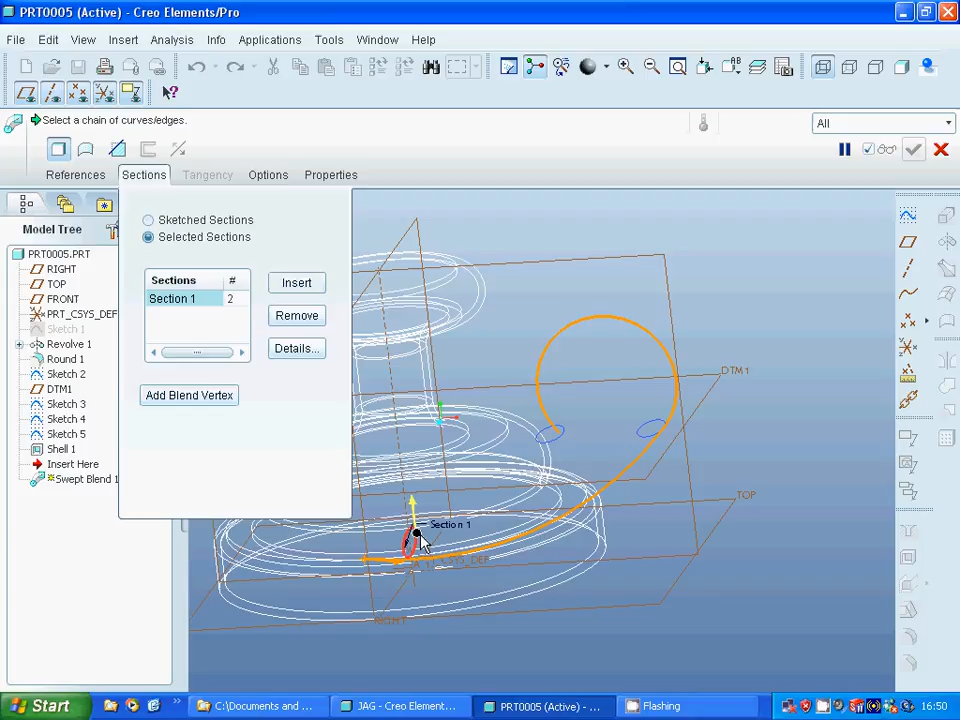 PRT0005 (Active) - Creo Elements/Pro
File Edit View Insert Analysis Info Applications Tools Window Help
Select a chain of curves/edges.
All
References Sections Tangency Options Properties
Model Tree
PRT0005.PRT
RIGHT
TOP
FRONT
PRT_CSYS_DEF
Sketch 1
Revolve 1
Round 1
Sketch 2
DTM1
Sketch 3
Sketch 4
Sketch 5
Shell 1
Insert Here
Swept Blend 1
Sketched Sections
Selected Sections
Sections #
Section 1 2
Insert
Remove
Details...
Add Blend Vertex
DTM1
TOP
Section 1
CSYS_DEF
RIGHT
Start
C:\Documents and ...
JAG - Creo Element...
PRT0005 (Active) - ...
Flashing
16:50